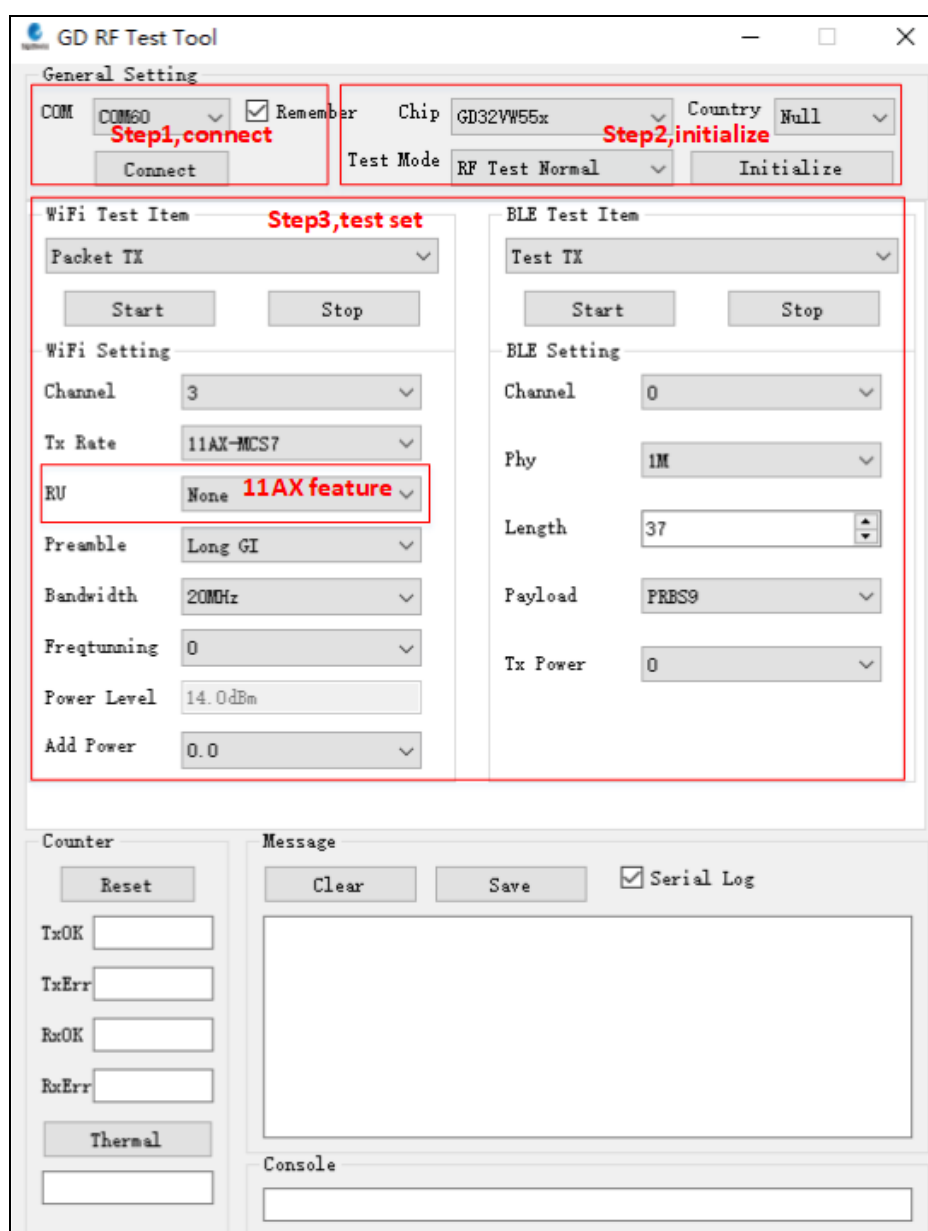 GD RF Test Tool
General Setting
COM COM60 Remember Chip GD32VW55x Country Null
Step1,connect Step2,initialize
Connect Test Mode RF Test Normal Initialize
WiFi Test Item Step3,test set BLE Test Item
Packet TX Test TX
Start Stop Start Stop
WiFi Setting BLE Setting
Channel 3 Channel 0
Tx Rate 11AX-MCS7
Phy 1M
RU None 11AX feature
Length 37
Preamble Long GI
Bandwidth 20MHz Payload PRBS9
Freqtunning 0
Tx Power 0
Power Level 14.0dBm
Add Power 0.0
Counter Message
Reset Clear Save Serial Log
TxOK
TxErr
RxOK
RxErr
Thermal
Console